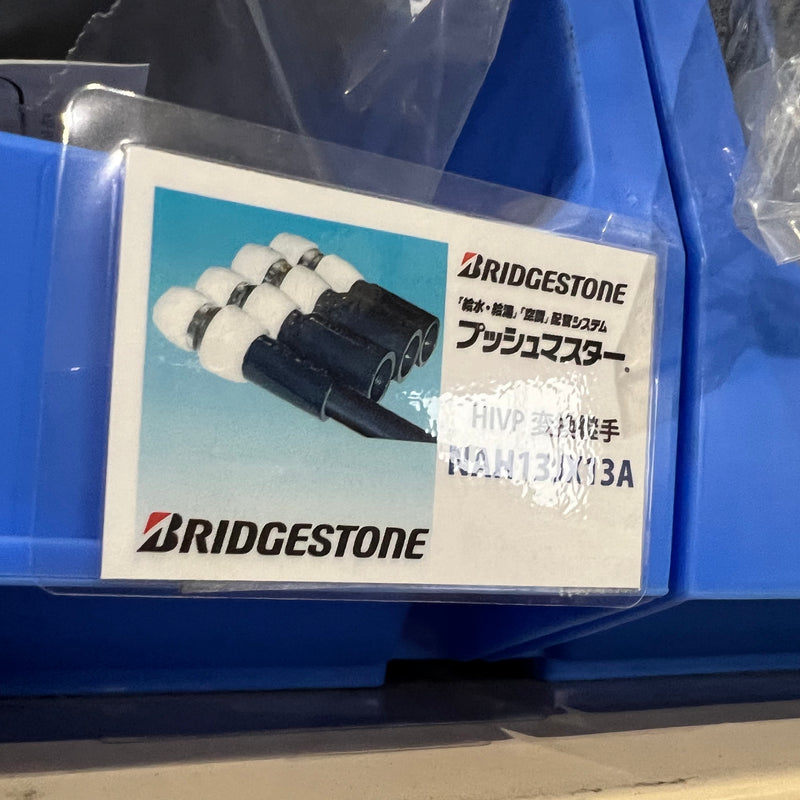 BRIDGESTONE
「給水・給湯」「空調」配管システム
プッシュマスター®
HIVP 変換継手
NAH13JX13A
BRIDGESTONE